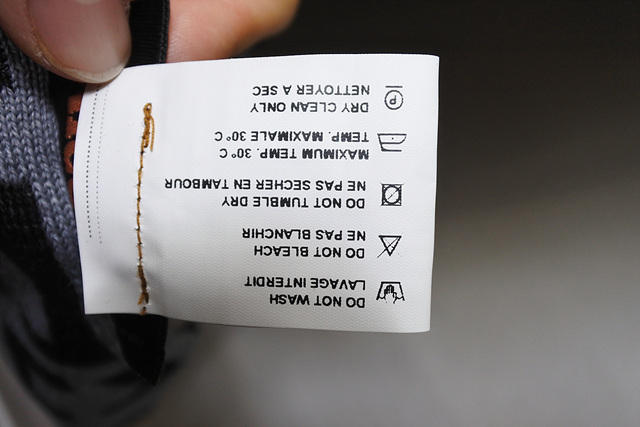 DO NOT WASH
LAVAGE INTERDIT
DO NOT BLEACH
NE PAS BLANCHIR
DO NOT TUMBLE DRY
NE PAS SECHER EN TAMBOUR
MAXIMUM TEMP. 30°C
TEMP. MAXIMALE 30°C
P
DRY CLEAN ONLY
NETTOYER A SEC